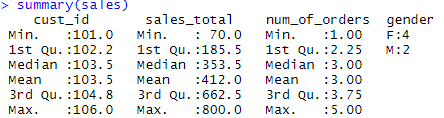 > summary(sales)
cust_id sales_total num_of_orders gender
Min. :101.0 Min. : 70.0 Min. :1.00 F:4
1st Qu.:102.2 1st Qu.:185.5 1st Qu.:2.25 M:2
Median :103.5 Median :353.5 Median :3.00
Mean :103.5 Mean :412.0 Mean :3.00
3rd Qu.:104.8 3rd Qu.:662.5 3rd Qu.:3.75
Max. :106.0 Max. :800.0 Max. :5.00